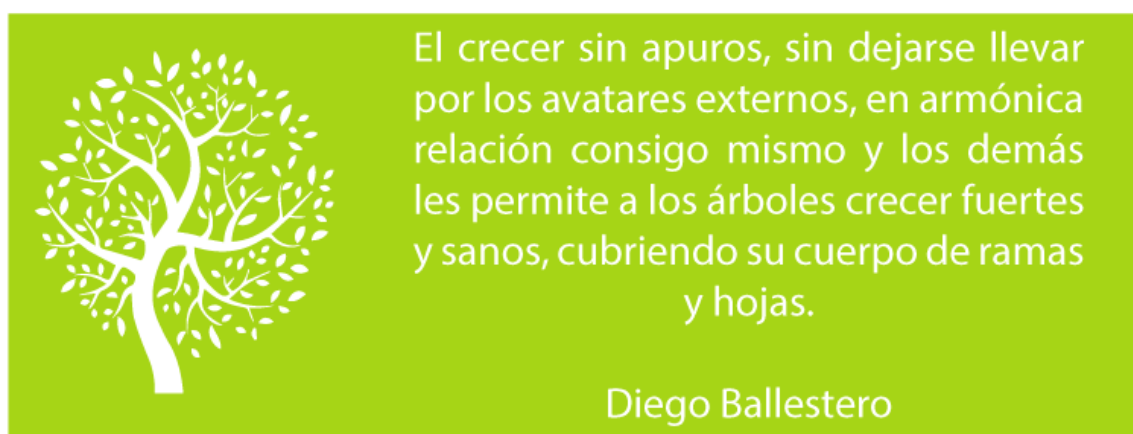 El crecer sin apuros, sin dejarse llevar
por los avatares externos, en armónica
relación consigo mismo y los demás
les permite a los árboles crecer fuertes
y sanos, cubriendo su cuerpo de ramas
y hojas.
Diego Ballestero